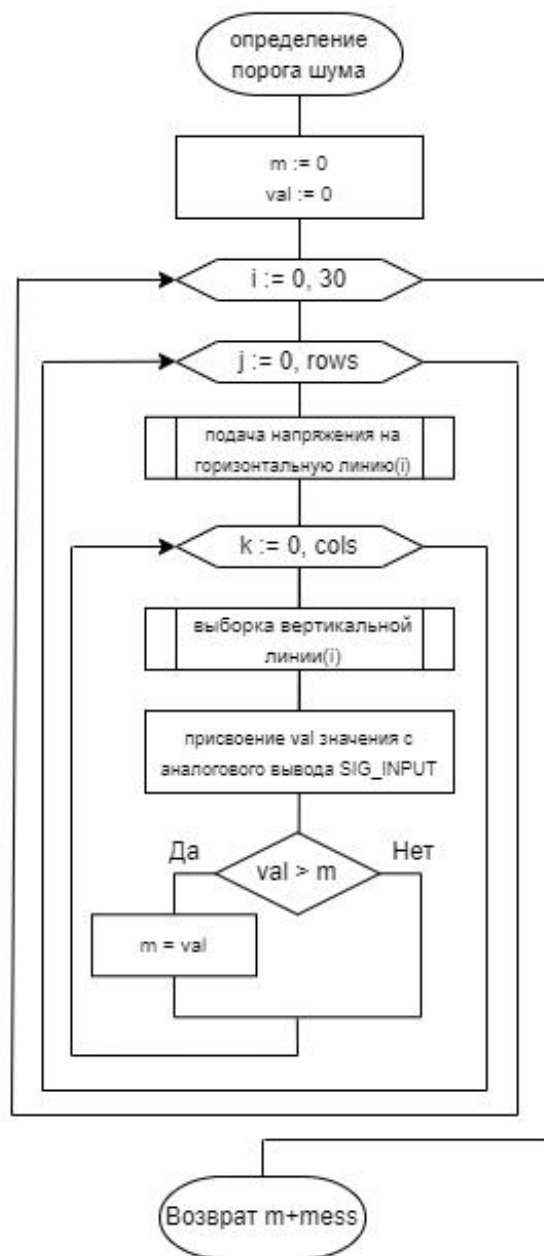 определение
порога шума
m := 0
val := 0
i := 0, 30
j := 0, rows
подача напряжения на
горизонтальную линию(i)
k := 0, cols
выборка вертикальной
линии(i)
присвоение val значения с
аналогового вывода SIG_INPUT
Да
val > m
Нет
m = val
Возврат m+mess